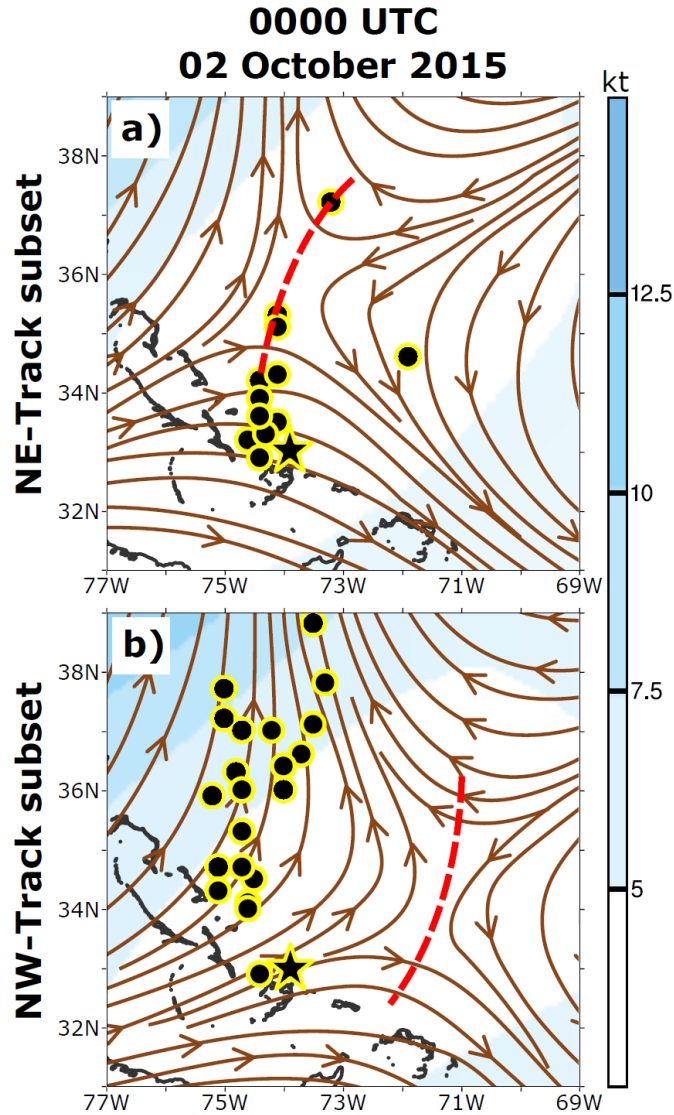 0000 UTC
02 October 2015
kt
a)
NE-Track subset
38N
36N
34N
32N
77W 75W 73W 71W 69W
b)
NW-Track subset
38N
36N
34N
32N
77W 75W 73W 71W 69W
12.5
10
7.5
5